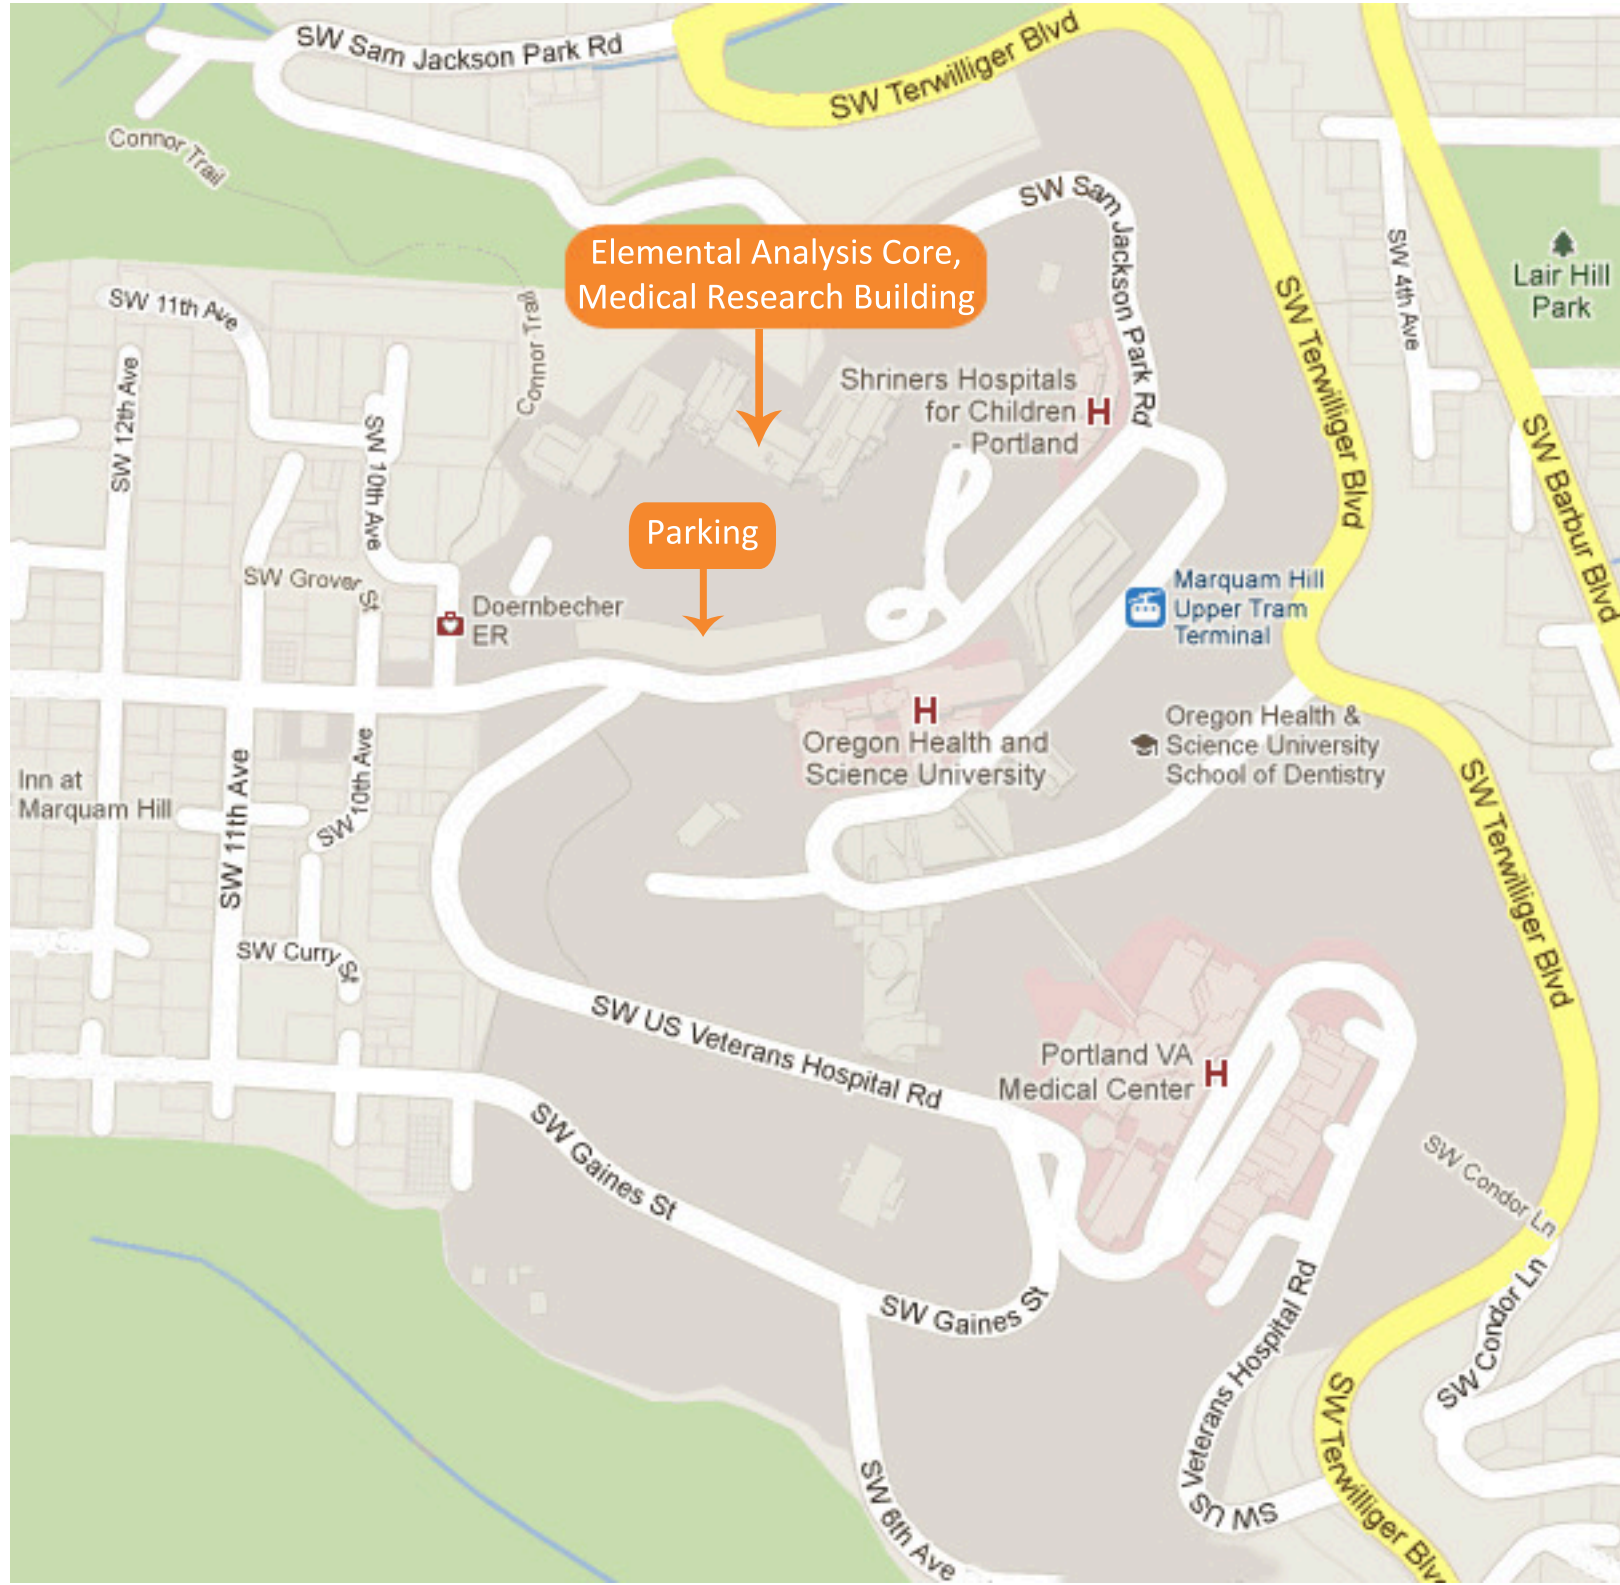 SW Sam Jackson Park Rd
SW Terwilliger Blvd
Connor Trail
SW Sam Jackson Park Rd
Elemental Analysis Core,
Medical Research Building
SW 4th Ave
Lair Hill
Park
SW 11th Ave
Connor Trail
SW Terwilliger Blvd
SW 12th Ave
Shriners Hospitals
for Children
- Portland
H
SW 10th Ave
SW Barbur Blvd
Parking
SW Grover St
Doernbecher
ER
Marquam Hill
Upper Tram
Terminal
H
Oregon Health and
Science University
Oregon Health &
Science University
School of Dentistry
Inn at
Marquam Hill
SW 11th Ave
SW 10th Ave
SW Terwilliger Blvd
SW Curry St
SW US Veterans Hospital Rd
Portland VA
Medical Center
H
SW Gaines St
SW Condor Ln
SW Gaines St
SW Condor Ln
SW US Veterans Hospital Rd
SW Terwilliger Blvd
SW 6th Ave